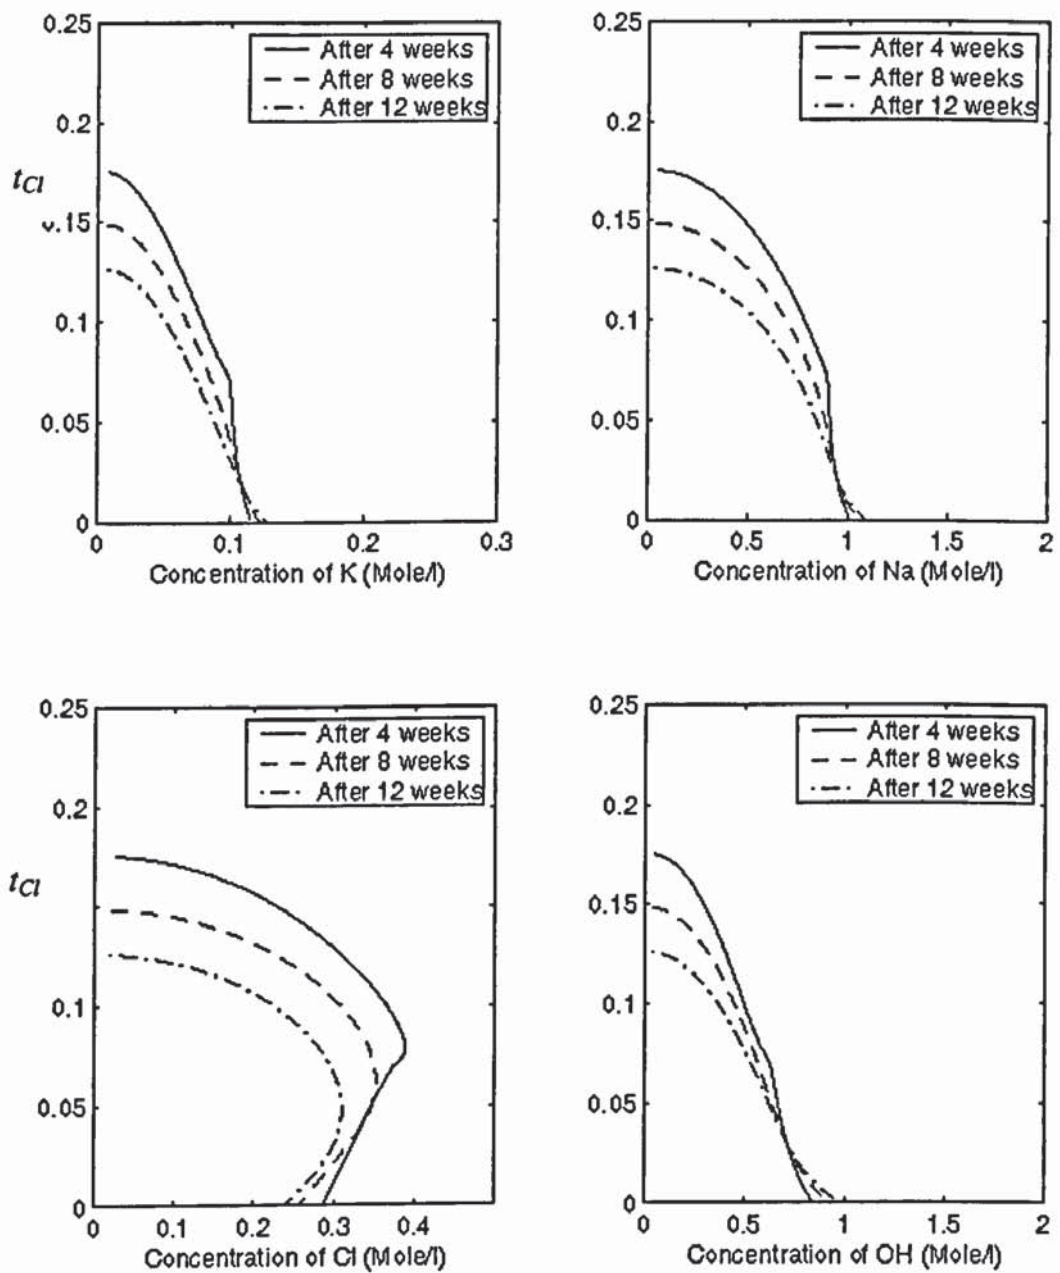 0.25
After 4 weeks
After 8 weeks
After 12 weeks
0.2
tCl
0.15
0.1
0.05
0
0 0.1 0.2 0.3
Concentration of K (Mole/l)
0.25
After 4 weeks
After 8 weeks
After 12 weeks
0.2
0.15
0.1
0.05
0
0 0.5 1 1.5 2
Concentration of Na (Mole/l)
0.25
After 4 weeks
After 8 weeks
After 12 weeks
0.2
tCl
0.1
0.05
0
0 0.1 0.2 0.3 0.4
Concentration of Cl (Mole/l)
0.25
After 4 weeks
After 8 weeks
After 12 weeks
0.2
0.15
0.1
0.05
0
0 0.5 1 1.5 2
Concentration of OH (Mole/l)